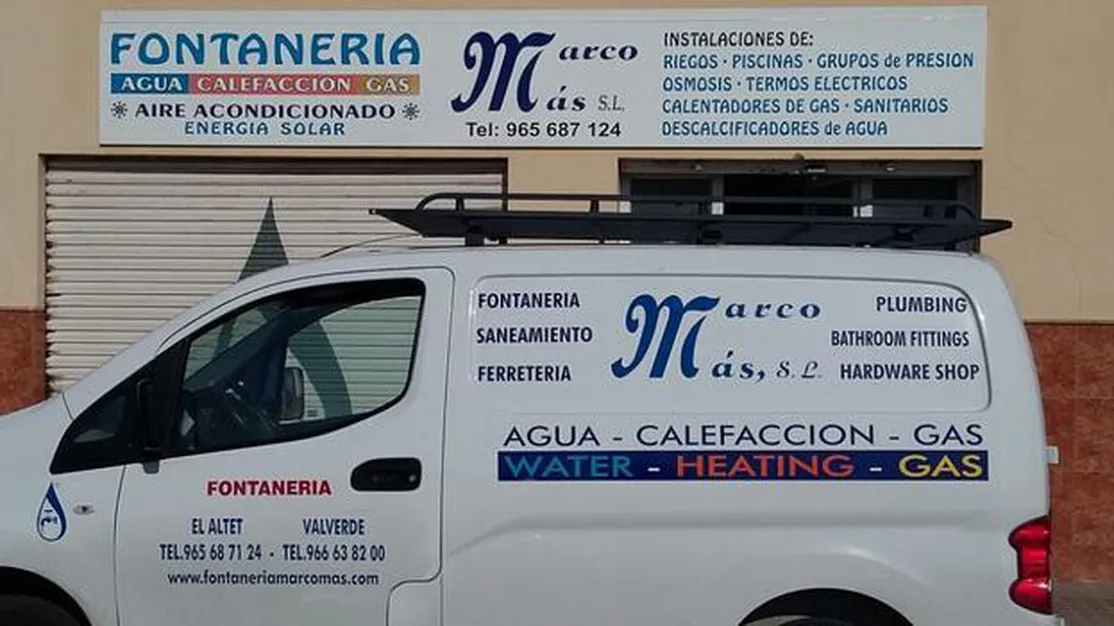 FONTANERIA
AGUA CALEFACCION GAS
AIRE ACONDICIONADO
ENERGIA SOLAR
Marco
Más S.L.
Tel: 965 687 124
INSTALACIONES DE:
RIEGOS · PISCINAS · GRUPOS de PRESION
OSMOSIS · TERMOS ELECTRICOS
CALENTADORES DE GAS · SANITARIOS
DESCALCIFICADORES de AGUA
FONTANERIA
SANEAMIENTO
FERRETERIA
Marco
Más, S.L.
PLUMBING
BATHROOM FITTINGS
HARDWARE SHOP
AGUA - CALEFACCION - GAS
WATER - HEATING - GAS
FONTANERIA
EL ALTET VALVERDE
TEL.965 68 71 24 - TEL.966 63 82 00
www.fontaneriamarcomas.com